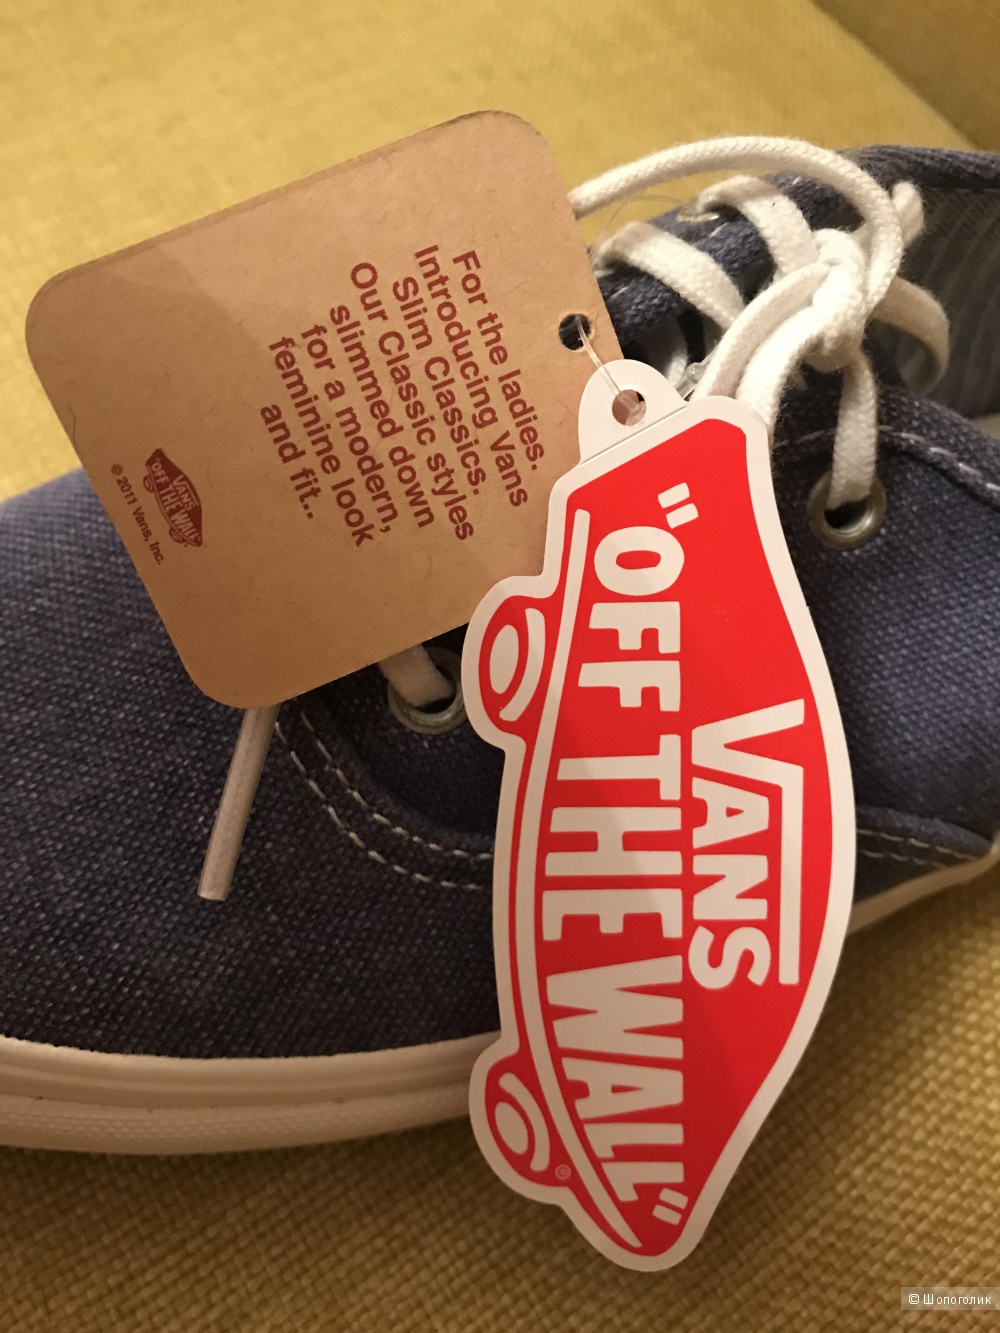 For the ladies.
Introducing Vans
Slim Classics.
Our Classic styles
slimmed down
for a modern,
feminine look
and fit..
VANS
"OFF THE WALL"
© 2011 Vans, Inc.
VANS
"OFF THE WALL"
®
© Шопоголик